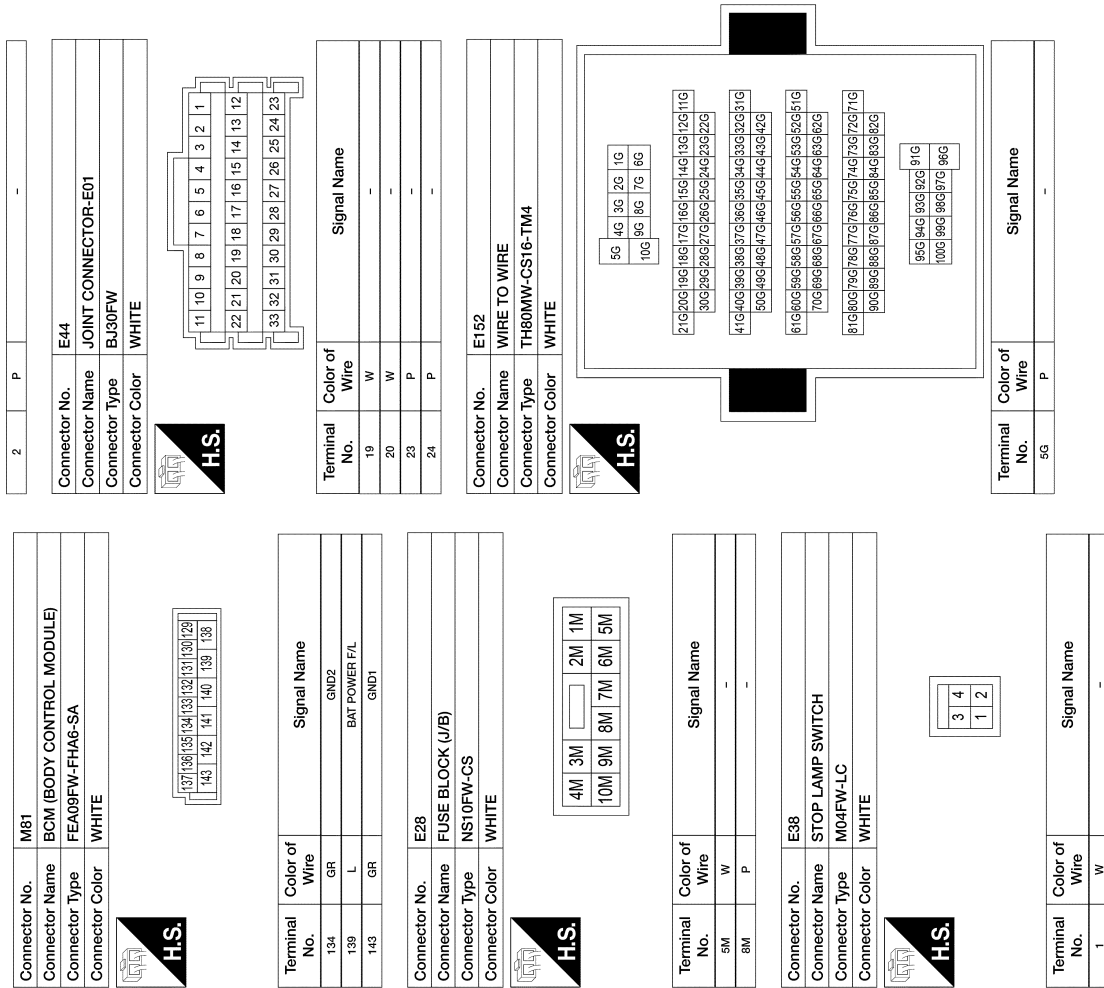 Connector No. M81
Connector Name BCM (BODY CONTROL MODULE)
Connector Type FEA09FW-FHA6-SA
Connector Color WHITE
H.S.
137 136 135 134 133 132 131 130 129
143 142 141 140 139 138
Terminal No. Color of Wire Signal Name
134 GR GND2
139 L BAT POWER F/L
143 GR GND1
Connector No. E28
Connector Name FUSE BLOCK (J/B)
Connector Type NS10FW-CS
Connector Color WHITE
H.S.
4M 3M 2M 1M
10M 9M 8M 7M 6M 5M
Terminal No. Color of Wire Signal Name
5M W –
8M P –
Connector No. E38
Connector Name STOP LAMP SWITCH
Connector Type M04FW-LC
Connector Color WHITE
H.S.
3 4
1 2
Terminal No. Color of Wire Signal Name
1 W –
2 P –
Connector No. E44
Connector Name JOINT CONNECTOR-E01
Connector Type BJ30FW
Connector Color WHITE
H.S.
11 10 9 8 7 6 5 4 3 2 1
22 21 20 19 18 17 16 15 14 13 12
33 32 31 30 29 28 27 26 25 24 23
Terminal No. Color of Wire Signal Name
19 W –
20 W –
23 P –
24 P –
Connector No. E152
Connector Name WIRE TO WIRE
Connector Type TH80MW-CS16-TM4
Connector Color WHITE
H.S.
5G 4G 3G 2G 1G
10G 9G 8G 7G 6G
21G 20G 19G 18G 17G 16G 15G 14G 13G 12G 11G
30G 29G 28G 27G 26G 25G 24G 23G 22G
41G 40G 39G 38G 37G 36G 35G 34G 33G 32G 31G
50G 49G 48G 47G 46G 45G 44G 43G 42G
61G 60G 59G 58G 57G 56G 55G 54G 53G 52G 51G
70G 69G 68G 67G 66G 65G 64G 63G 62G
81G 80G 79G 78G 77G 76G 75G 74G 73G 72G 71G
90G 89G 88G 87G 86G 85G 84G 83G 82G
95G 94G 93G 92G 91G
100G 99G 98G 97G 96G
Terminal No. Color of Wire Signal Name
5G P –